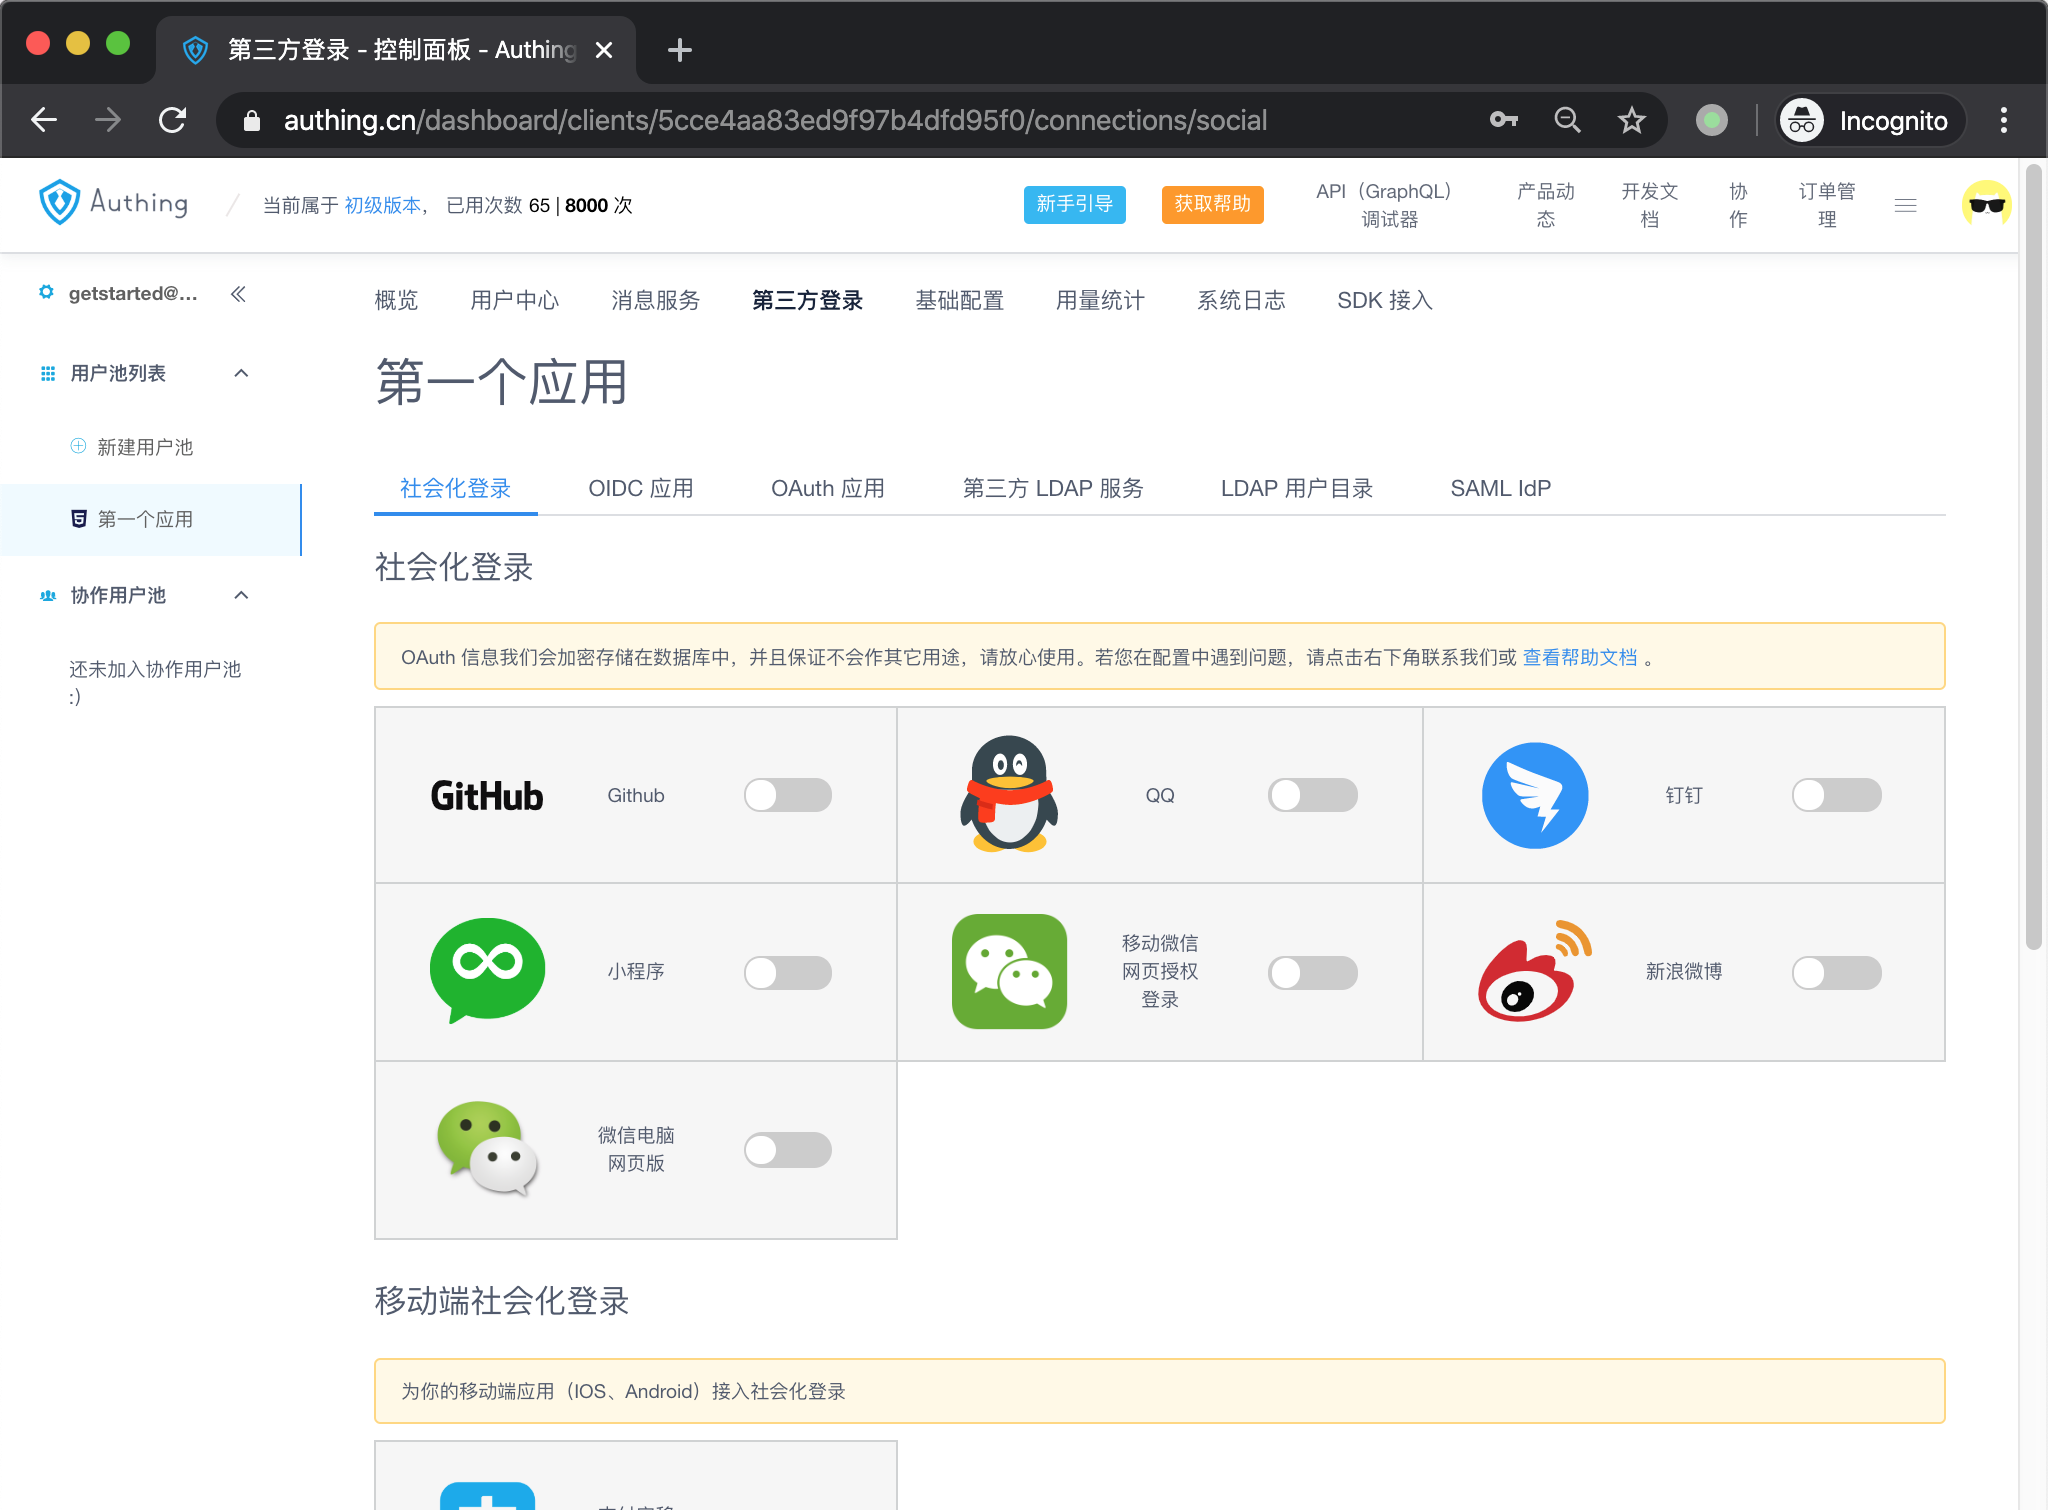 第三方登录 - 控制面板 - Authing
authing.cn/dashboard/clients/5cce4aa83ed9f97b4dfd95f0/connections/social
Incognito
Authing
当前属于 初级版本， 已用次数 65 | 8000 次
新手引导
获取帮助
API（GraphQL）
调试器
产品动
态
开发文
档
协
作
订单管
理
getstarted@...
用户池列表
新建用户池
第一个应用
协作用户池
还未加入协作用户池
:)
概览 用户中心 消息服务 第三方登录 基础配置 用量统计 系统日志 SDK 接入
第一个应用
社会化登录 OIDC 应用 OAuth 应用 第三方 LDAP 服务 LDAP 用户目录 SAML IdP
社会化登录
OAuth 信息我们会加密存储在数据库中，并且保证不会作其它用途，请放心使用。若您在配置中遇到问题，请点击右下角联系我们或 查看帮助文档 。
GitHub
Github
QQ
钉钉
小程序
移动微信
网页授权
登录
新浪微博
微信电脑
网页版
移动端社会化登录
为你的移动端应用（IOS、Android）接入社会化登录